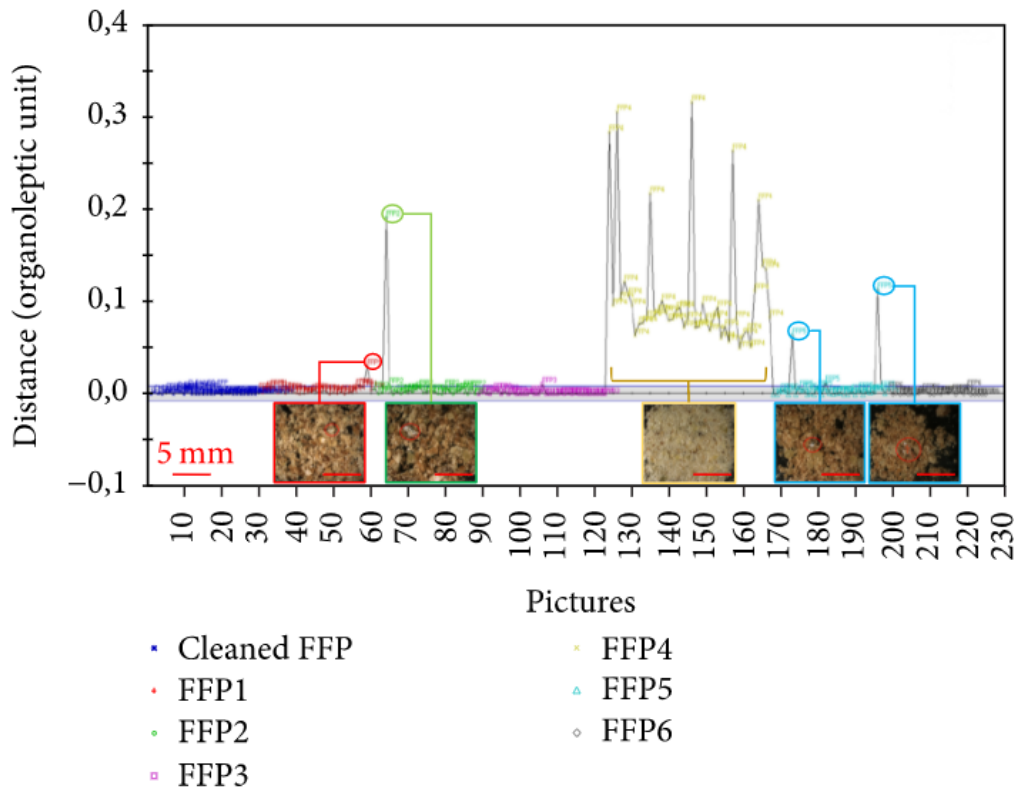 Distance (organoleptic unit)
0,4
0,3
0,2
0,1
0,0
−0,1
5 mm
10 20 30 40 50 60 70 80 90 100 110 120 130 140 150 160 170 180 190 200 210 220 230
Pictures
Cleaned FFP
FFP1
FFP2
FFP3
FFP4
FFP5
FFP6